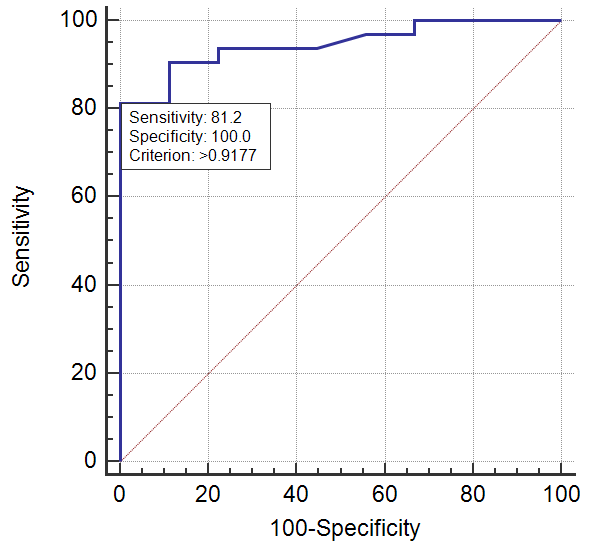 100
80
60
40
20
0
Sensitivity
Sensitivity: 81.2
Specificity: 100.0
Criterion: >0.9177
0 20 40 60 80 100
100-Specificity